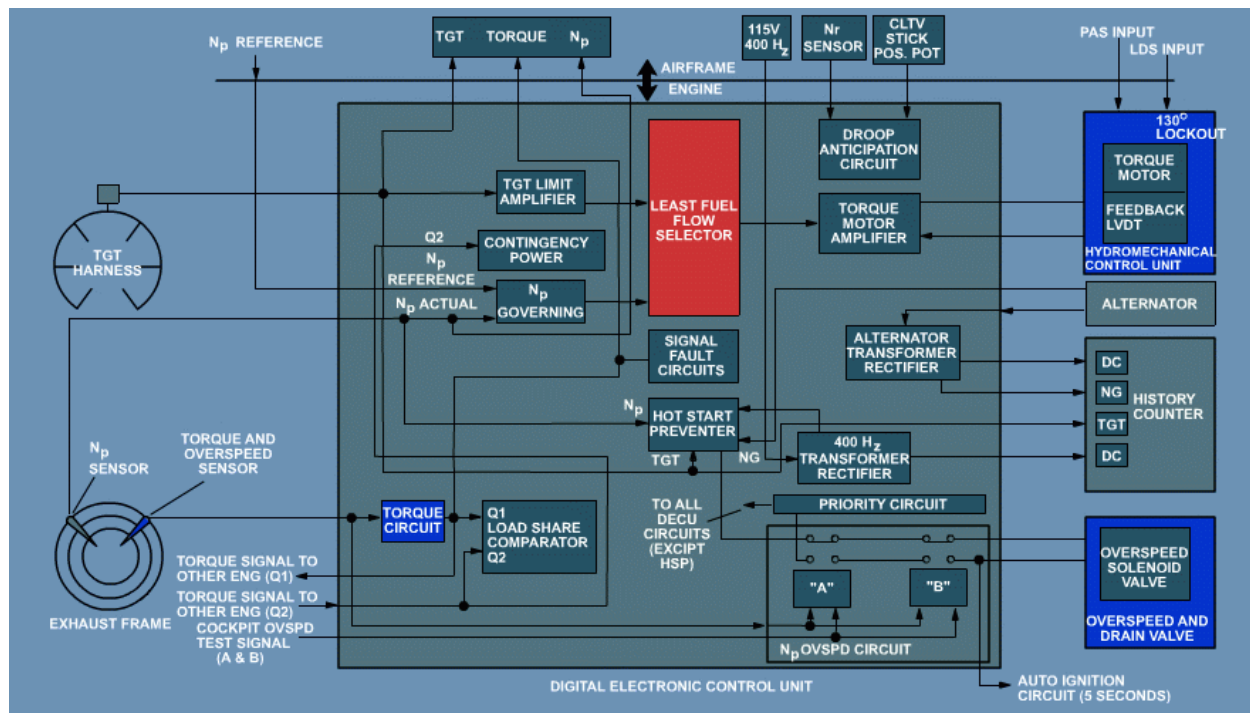 Np REFERENCE
TGT TORQUE Np
115V
400 Hz
Nr
SENSOR
CLTV
STICK
POS. POT
PAS INPUT
LDS INPUT
AIRFRAME
ENGINE
130°
LOCKOUT
TORQUE
MOTOR
FEEDBACK
LVDT
HYDROMECHANICAL
CONTROL UNIT
DROOP
ANTICIPATION
CIRCUIT
TGT LIMIT
AMPLIFIER
LEAST FUEL
FLOW
SELECTOR
TORQUE
MOTOR
AMPLIFIER
TGT
HARNESS
Q2
CONTINGENCY
POWER
Np
REFERENCE
Np
GOVERNING
Np ACTUAL
ALTERNATOR
SIGNAL
FAULT
CIRCUITS
ALTERNATOR
TRANSFORMER
RECTIFIER
DC
NG
TGT
DC
HISTORY
COUNTER
Np
HOT START
PREVENTER
TGT
NG
400 Hz
TRANSFORMER
RECTIFIER
Np
SENSOR
TORQUE AND
OVERSPEED
SENSOR
TORQUE
CIRCUIT
Q1
LOAD SHARE
COMPARATOR
Q2
TO ALL
DECU
CIRCUITS
(EXCIPT
HSP)
PRIORITY CIRCUIT
"A"
"B"
Np OVSPD CIRCUIT
OVERSPEED
SOLENOID
VALVE
OVERSPEED AND
DRAIN VALVE
TORQUE SIGNAL TO
OTHER ENG (Q1)
TORQUE SIGNAL TO
OTHER ENG (Q2)
COCKPIT OVSPD
TEST SIGNAL
(A & B)
EXHAUST FRAME
DIGITAL ELECTRONIC CONTROL UNIT
AUTO IGNITION
CIRCUIT (5 SECONDS)